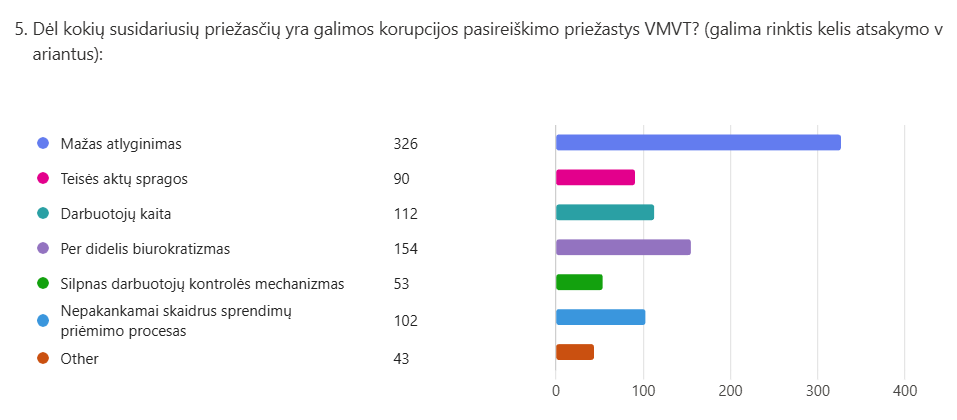 5. Dėl kokių susidariusių priežasčių yra galimos korupcijos pasireiškimo priežastys VMVT? (galima rinktis kelis atsakymo v
ariantus):
Mažas atlyginimas 326
Teisės aktų spragos 90
Darbuotojų kaita 112
Per didelis biurokratizmas 154
Silpnas darbuotojų kontrolės mechanizmas 53
Nepakankamai skaidrus sprendimų
priėmimo procesas 102
Other 43
0 100 200 300 400